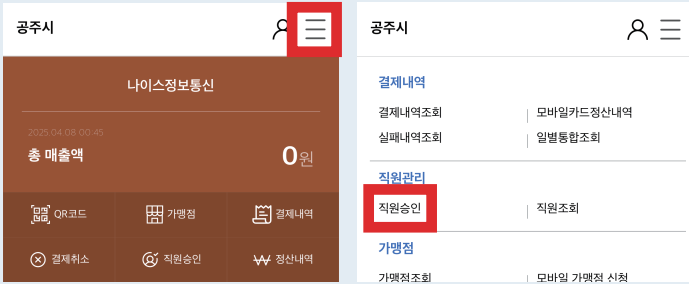 공주시
나이스정보통신
2025.04.08 00:45
총 매출액
0원
QR코드 가맹점 결제내역
결제취소 직원승인 정산내역
공주시
결제내역
결제내역조회 모바일카드정산내역
실패내역조회 일별통합조회
직원관리
직원승인 직원조회
가맹점
가맹점조회 모바일 가맹점 신청